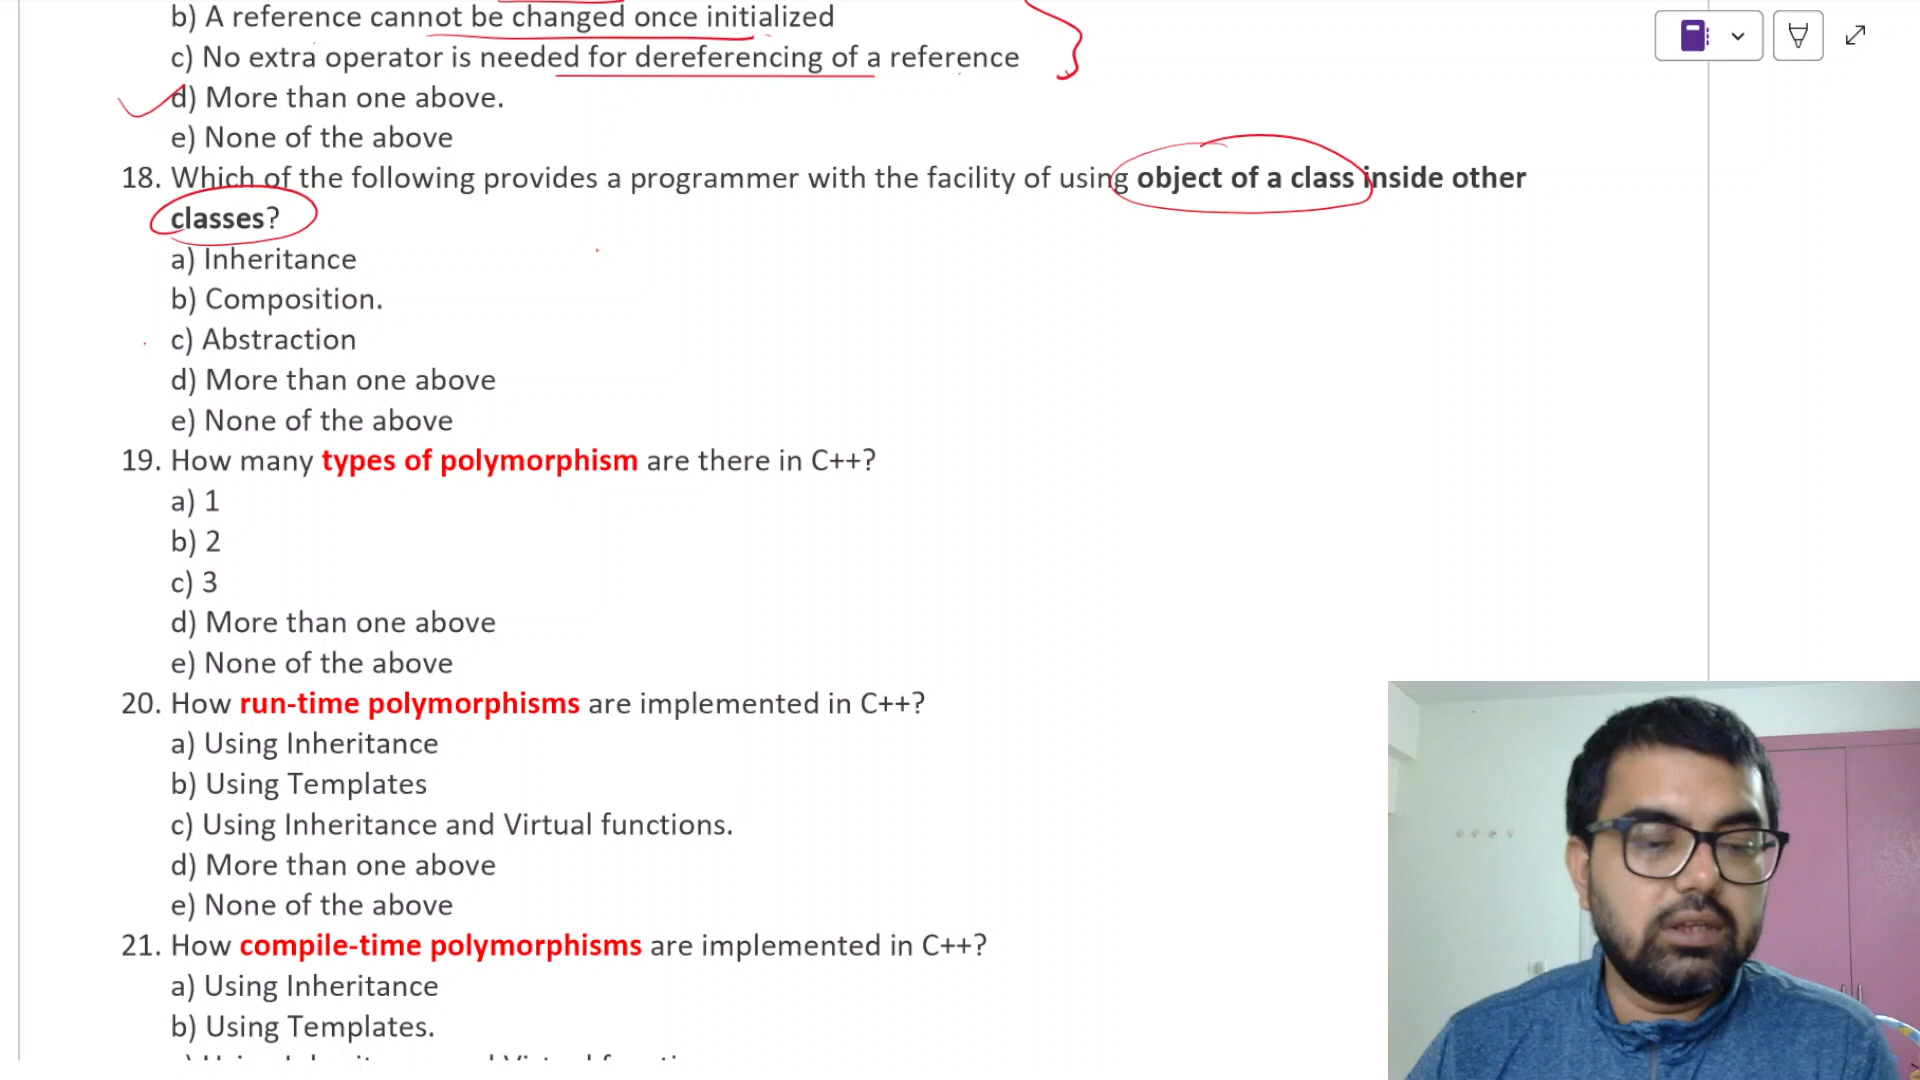 b) A reference cannot be changed once initialized
c) No extra operator is needed for dereferencing of a reference
d) More than one above.
e) None of the above
18. Which of the following provides a programmer with the facility of using object of a class inside other
classes?
a) Inheritance
b) Composition.
c) Abstraction
d) More than one above
e) None of the above
19. How many types of polymorphism are there in C++?
a) 1
b) 2
c) 3
d) More than one above
e) None of the above
20. How run-time polymorphisms are implemented in C++?
a) Using Inheritance
b) Using Templates
c) Using Inheritance and Virtual functions.
d) More than one above
e) None of the above
21. How compile-time polymorphisms are implemented in C++?
a) Using Inheritance
b) Using Templates.